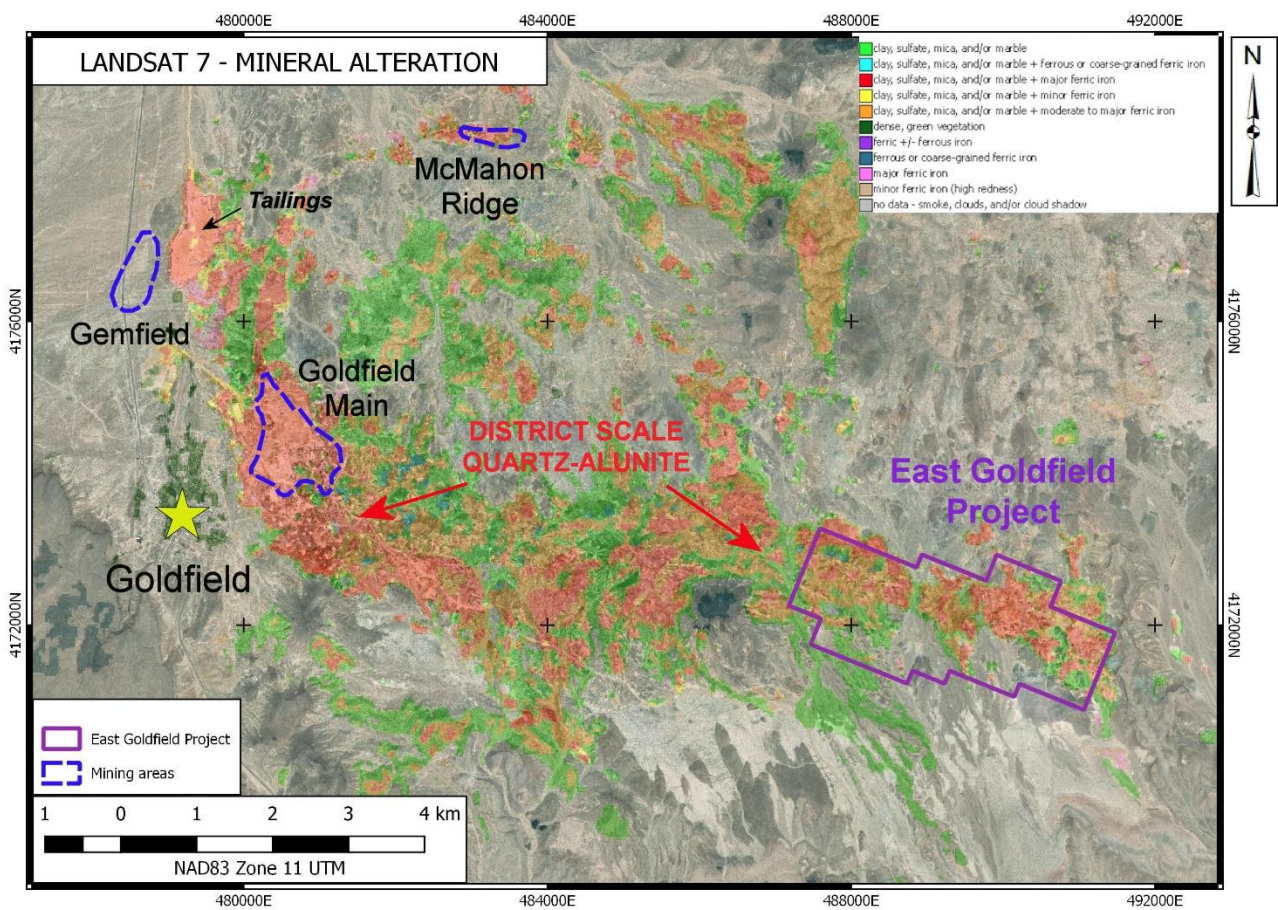 480000E
484000E
488000E
492000E
LANDSAT 7 - MINERAL ALTERATION
clay, sulfate, mica, and/or marble
clay, sulfate, mica, and/or marble + ferrous or coarse-grained ferric iron
clay, sulfate, mica, and/or marble + major ferric iron
clay, sulfate, mica, and/or marble + minor ferric iron
clay, sulfate, mica, and/or marble + moderate to major ferric iron
dense, green vegetation
ferric +/- ferrous iron
ferrous or coarse-grained ferric iron
major ferric iron
minor ferric iron (high redness)
no data - smoke, clouds, and/or cloud shadow
N
McMahon
Ridge
Tailings
Gemfield
4176000N
4176000N
Goldfield
Main
DISTRICT SCALE
QUARTZ-ALUNITE
East Goldfield
Project
Goldfield
4172000N
4172000N
East Goldfield Project
Mining areas
1 0 1 2 3 4 km
NAD83 Zone 11 UTM
480000E
484000E
488000E
492000E